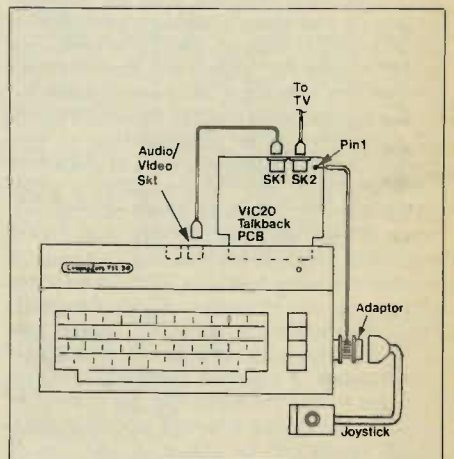 To
TV
Pin1
Audio/
Video
Skt
SK1 SK2
VIC20
Talkback
PCB
Adaptor
Joystick